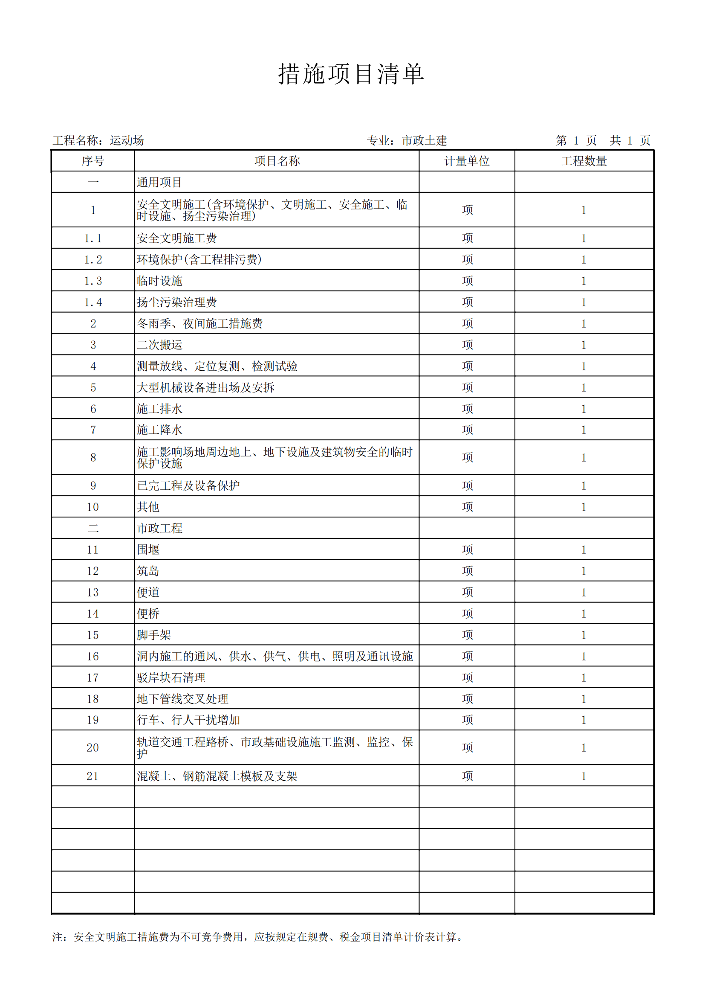 措施项目清单
工程名称：运动场 专业：市政土建 第 1 页 共 1 页
序号 项目名称 计量单位 工程数量
一 通用项目
1 安全文明施工(含环境保护、文明施工、安全施工、临
时设施、扬尘污染治理) 项 1
1.1 安全文明施工费 项 1
1.2 环境保护(含工程排污费) 项 1
1.3 临时设施 项 1
1.4 扬尘污染治理费 项 1
2 冬雨季、夜间施工措施费 项 1
3 二次搬运 项 1
4 测量放线、定位复测、检测试验 项 1
5 大型机械设备进出场及安拆 项 1
6 施工排水 项 1
7 施工降水 项 1
8 施工影响场地周边地上、地下设施及建筑物安全的临时
保护设施 项 1
9 已完工程及设备保护 项 1
10 其他 项 1
二 市政工程
11 围堰 项 1
12 筑岛 项 1
13 便道 项 1
14 便桥 项 1
15 脚手架 项 1
16 洞内施工的通风、供水、供气、供电、照明及通讯设施 项 1
17 驳岸块石清理 项 1
18 地下管线交叉处理 项 1
19 行车、行人干扰增加 项 1
20 轨道交通工程路桥、市政基础设施施工监测、监控、保
护 项 1
21 混凝土、钢筋混凝土模板及支架 项 1
注：安全文明施工措施费为不可竞争费用，应按规定在规费、税金项目清单计价表计算。